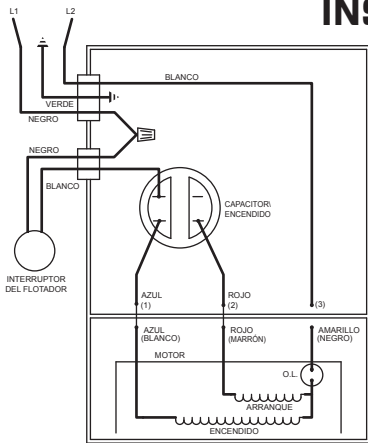 INS
L1
L2
BLANCO
VERDE
NEGRO
NEGRO
BLANCO
CAPACITOR\
ENCENDIDO
INTERRUPTOR
DEL FLOTADOR
AZUL
(1)
ROJO
(2)
(3)
AZUL
(BLANCO)
ROJO
(MARRÓN)
AMARILLO
(NEGRO)
MOTOR
O.L.
ARRANQUE
ENCENDIDO